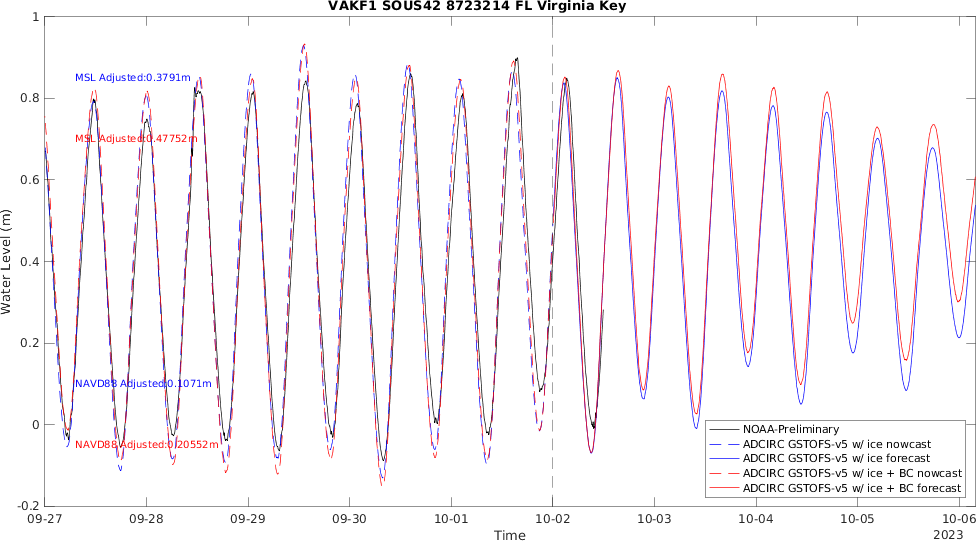 VAKF1 SOUS42 8723214 FL Virginia Key
1
0.8
0.6
0.4
0.2
0
-0.2
Water Level (m)
MSL Adjusted:0.3791m
MSL Adjusted:0.47752m
NAVD88 Adjusted:0.1071m
NAVD88 Adjusted:0.20552m
NOAA-Preliminary
ADCIRC GSTOFS-v5 w/ ice nowcast
ADCIRC GSTOFS-v5 w/ ice forecast
ADCIRC GSTOFS-v5 w/ ice + BC nowcast
ADCIRC GSTOFS-v5 w/ ice + BC forecast
09-27 09-28 09-29 09-30 10-01 10-02 10-03 10-04 10-05 10-06
Time
2023